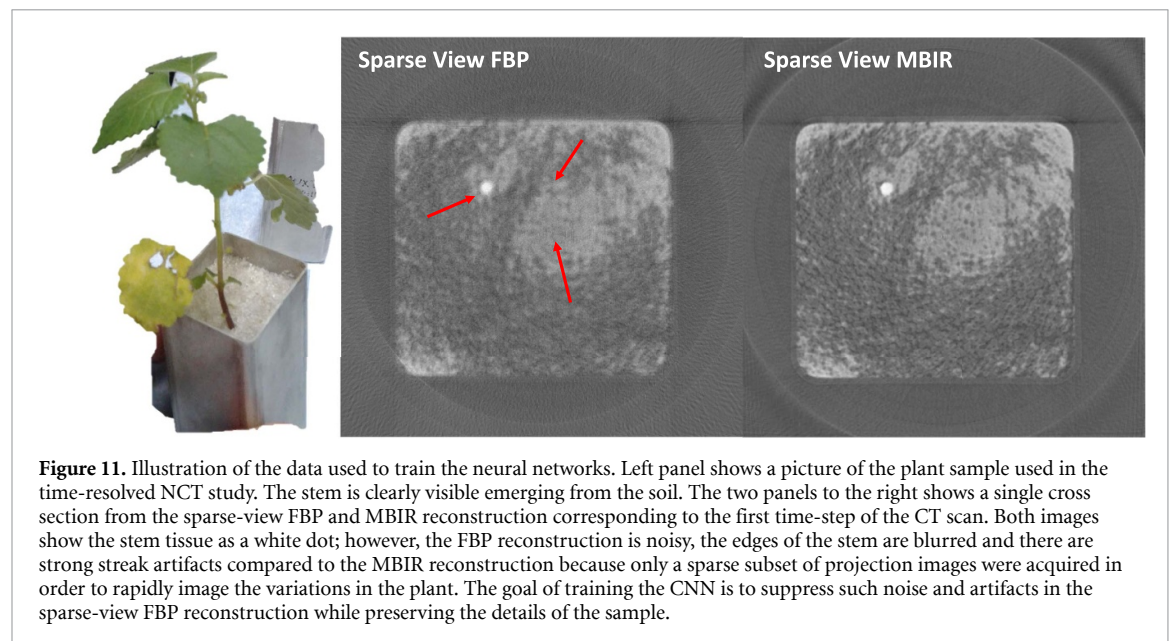 Sparse View FBP
Sparse View MBIR
Figure 11. Illustration of the data used to train the neural networks. Left panel shows a picture of the plant sample used in the
time-resolved NCT study. The stem is clearly visible emerging from the soil. The two panels to the right shows a single cross
section from the sparse-view FBP and MBIR reconstruction corresponding to the first time-step of the CT scan. Both images
show the stem tissue as a white dot; however, the FBP reconstruction is noisy, the edges of the stem are blurred and there are
strong streak artifacts compared to the MBIR reconstruction because only a sparse subset of projection images were acquired in
order to rapidly image the variations in the plant. The goal of training the CNN is to suppress such noise and artifacts in the
sparse-view FBP reconstruction while preserving the details of the sample.